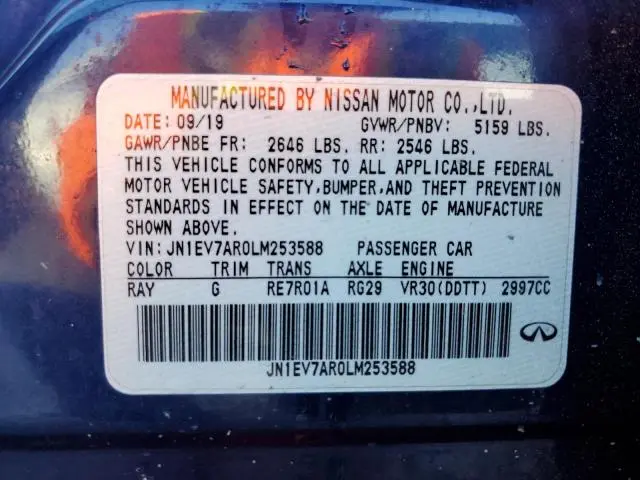 MANUFACTURED BY NISSAN MOTOR CO.,LTD.
DATE: 09/19 GVWR/PNBV: 5159 LBS.
GAWR/PNBE FR: 2646 LBS. RR: 2546 LBS.
THIS VEHICLE CONFORMS TO ALL APPLICABLE FEDERAL
MOTOR VEHICLE SAFETY,BUMPER,AND THEFT PREVENTION
STANDARDS IN EFFECT ON THE DATE OF MANUFACTURE
SHOWN ABOVE.
VIN:JN1EV7AR0LM253588 PASSENGER CAR
COLOR TRIM TRANS AXLE ENGINE
RAY G RE7R01A RG29 VR30(DDTT) 2997CC
JN1EV7AR0LM253588